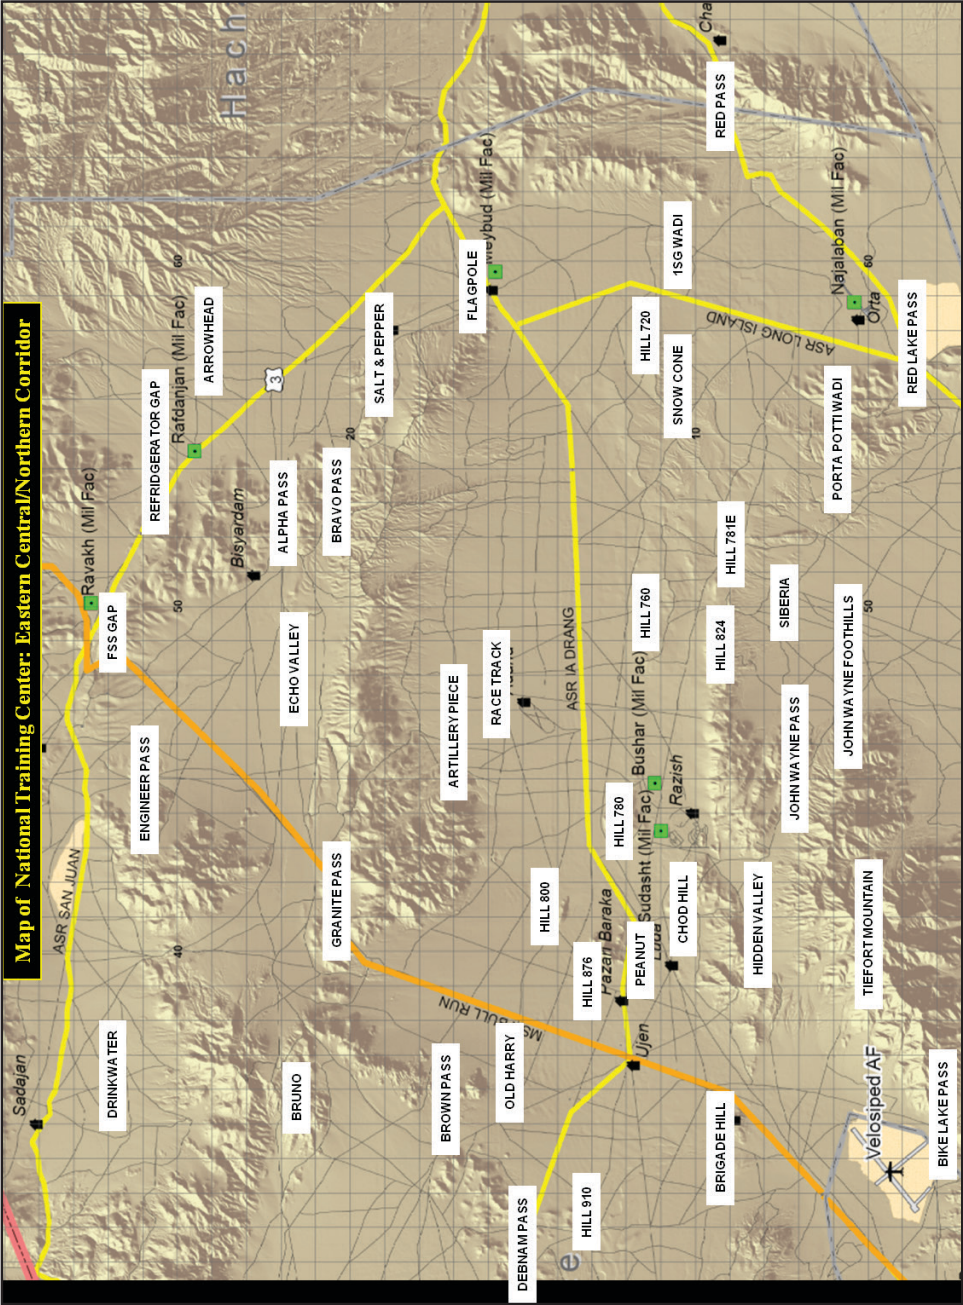 Map of National Training Center: Eastern Central/Northern Corridor
Sadajan
ASR SAN JUAN
Ravakh (Mil Fac)
DRINKWATER
FSS GAP
ENGINEER PASS
REFRIDGERATOR GAP
Rafdanjan (Mil Fac)
40
50
60
ARROWHEAD
Hach
Bisyardam
3
ALPHA PASS
BRUNO
ECHO VALLEY
GRANITE PASS
BRAVO PASS
20
SALT & PEPPER
BROWN PASS
ARTILLERY PIECE
MSR BULL RUN
FLAGPOLE
Meybud (Mil Fac)
RACE TRACK
OLD HARRY
DEBNAM PASS
HILL 800
e
ASR IA DRANG
HILL 910
HILL 876
Pazan Baraka
HILL 780
Ujen
PEANUT
Sudasht (Mil Fac)
Bushar (Mil Fac)
HILL 760
HILL 720
Razish
CHOD HILL
SNOW CONE
1SG WADI
10
Cha
BRIGADE HILL
HILL 824
HILL 781E
RED PASS
ASR LONG ISLAND
HIDDEN VALLEY
SIBERIA
JOHN WAYNE PASS
PORTA POTTI WADI
Najalaban (Mil Fac)
JOHN WAYNE FOOTHILLS
Velosiped AF
TIEFORT MOUNTAIN
50
60
Orta
RED LAKE PASS
BIKE LAKE PASS